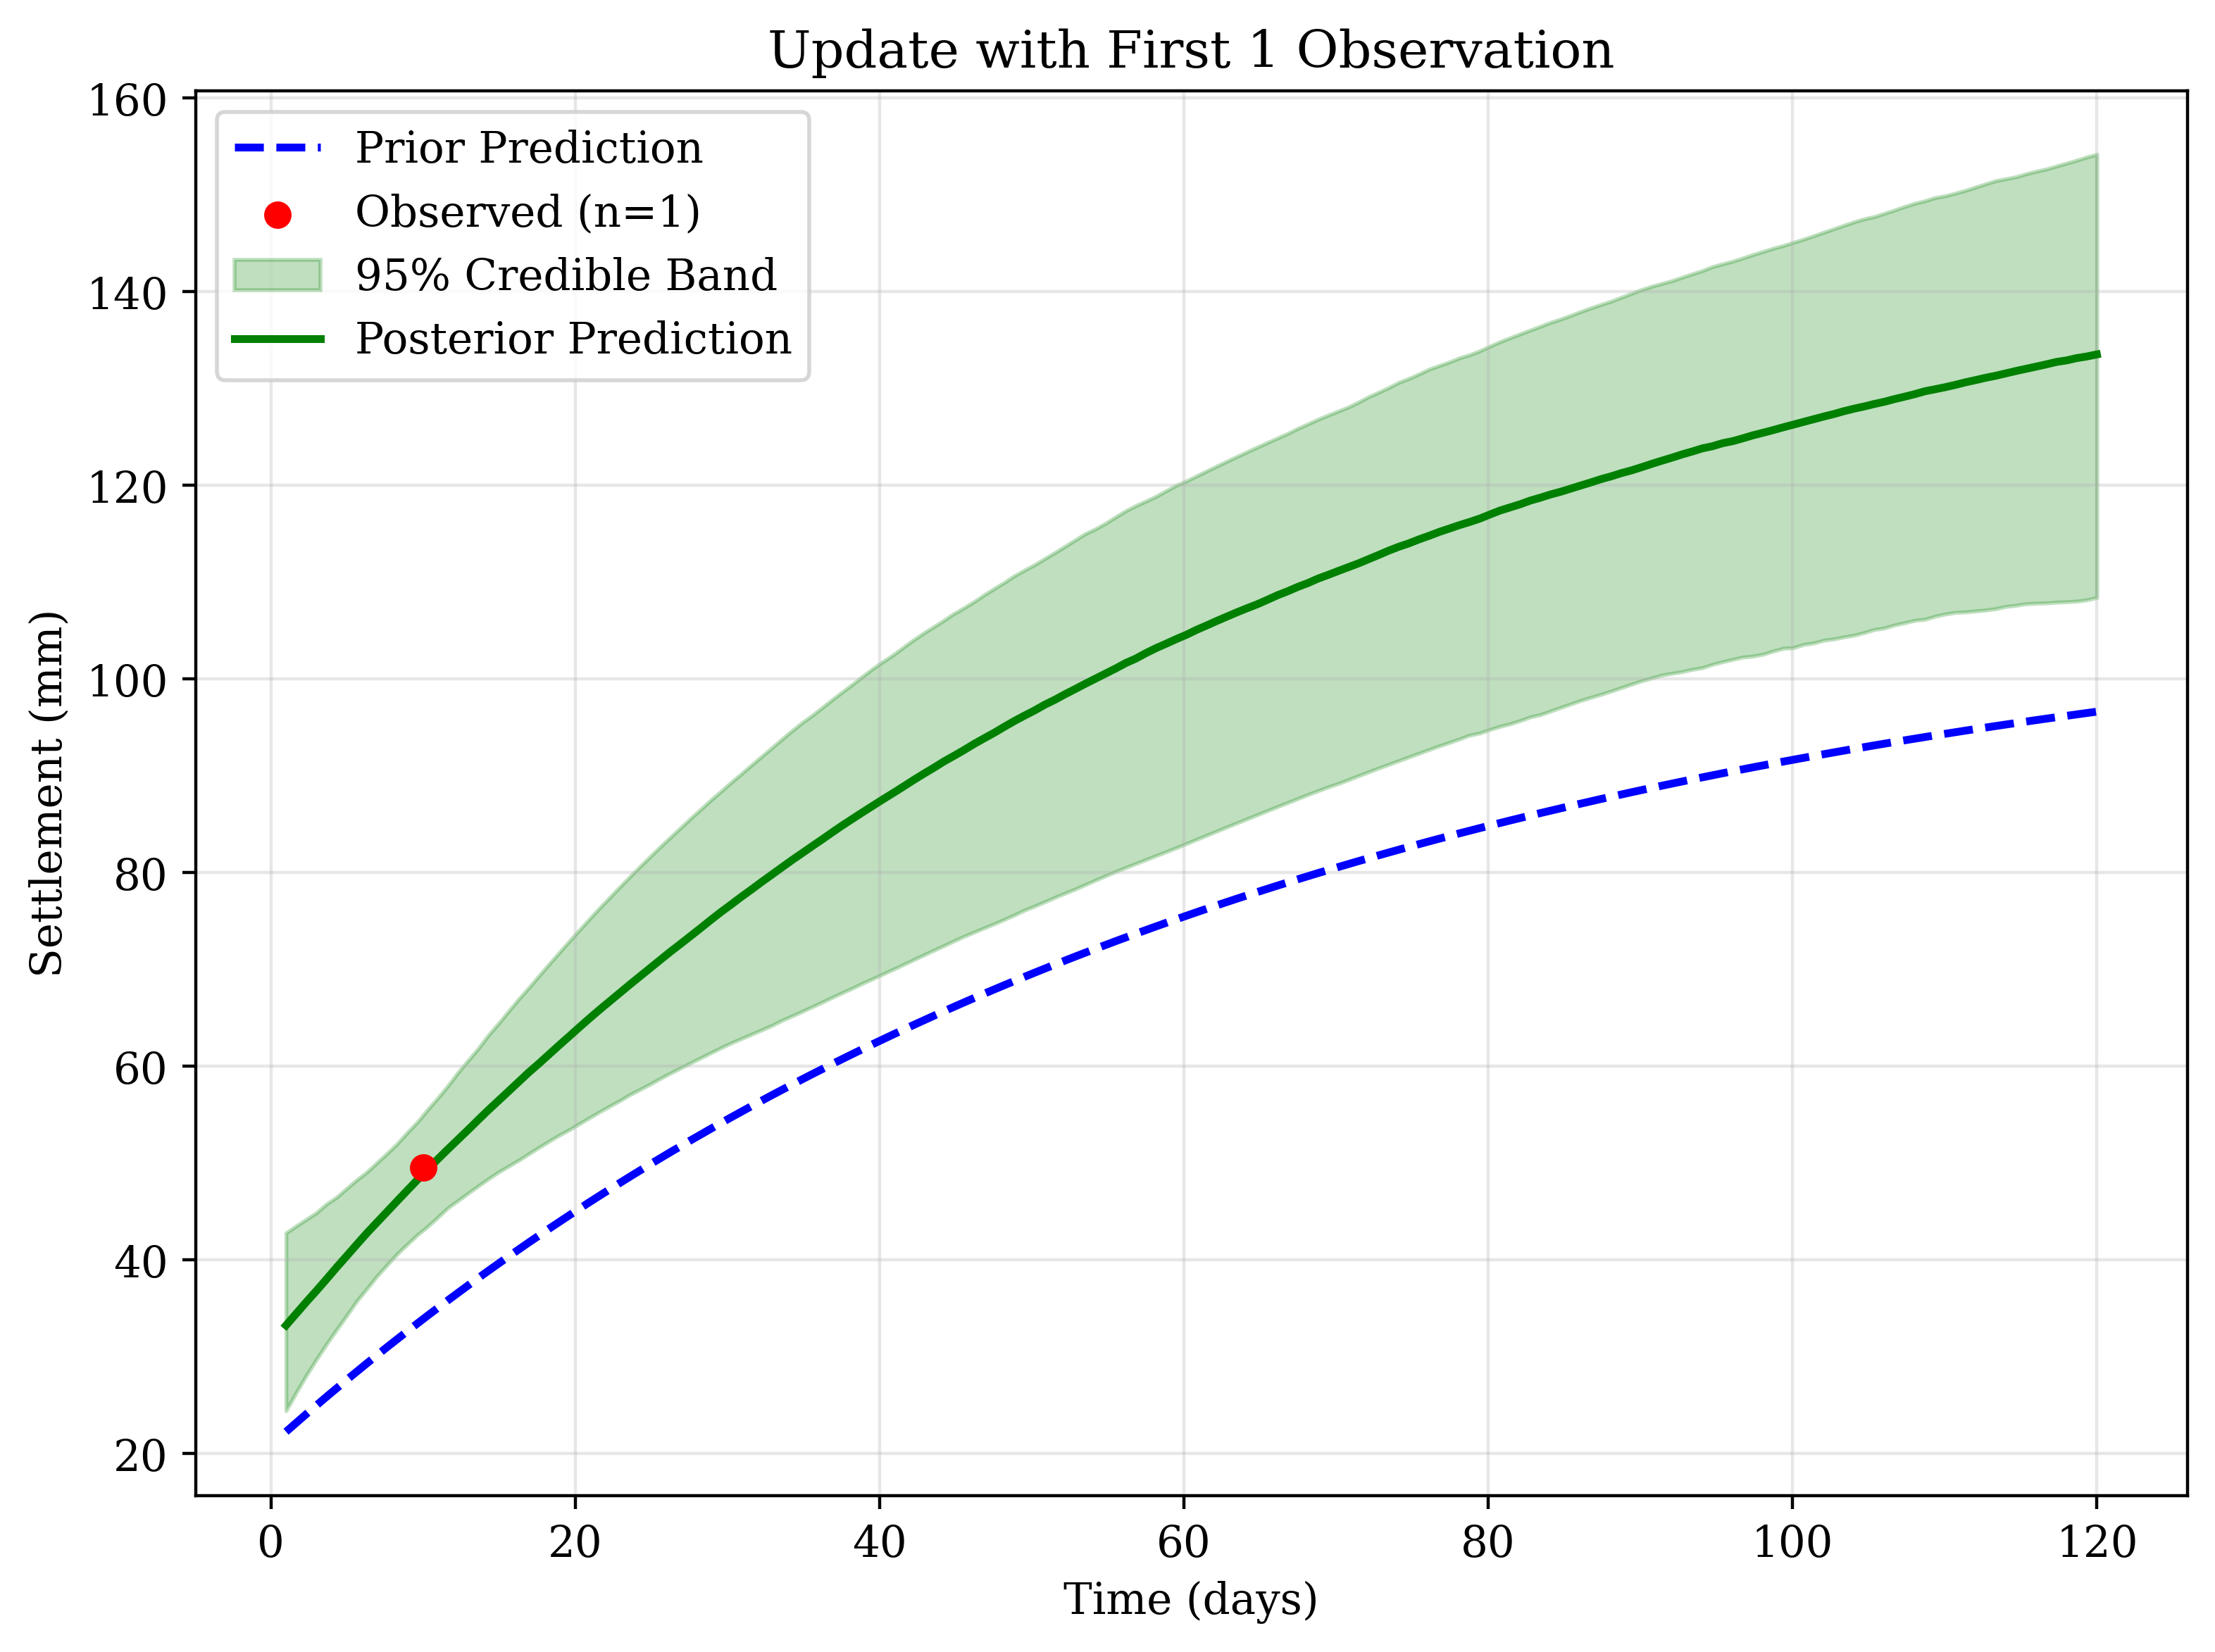 Update with First 1 Observation
160
140
120
100
80
60
40
20
Settlement (mm)
Prior Prediction
Observed (n=1)
95% Credible Band
Posterior Prediction
0
20
40
60
80
100
120
Time (days)